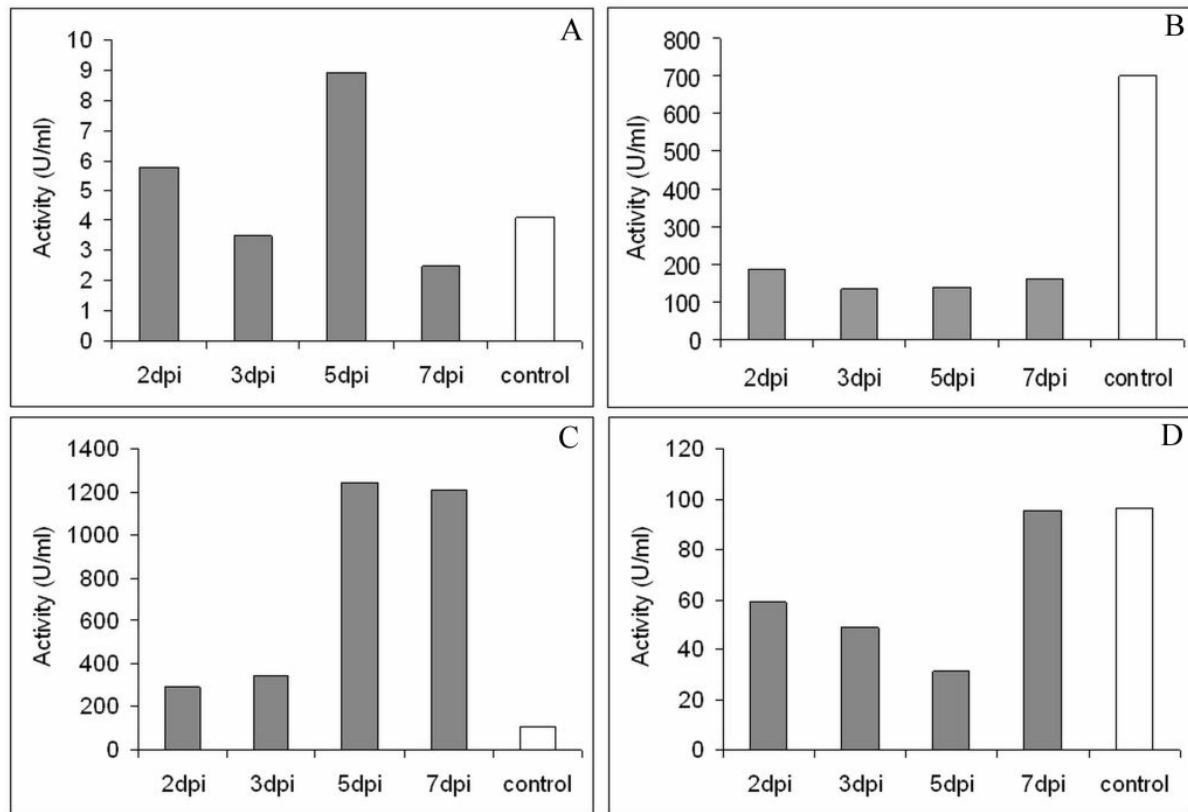 A
Activity (U/ml)
10
9
8
7
6
5
4
3
2
1
0
2dpi 3dpi 5dpi 7dpi control
B
Activity (U/ml)
800
700
600
500
400
300
200
100
0
2dpi 3dpi 5dpi 7dpi control
C
Activity (U/ml)
1400
1200
1000
800
600
400
200
0
2dpi 3dpi 5dpi 7dpi control
D
Activity (U/ml)
120
100
80
60
40
20
0
2dpi 3dpi 5dpi 7dpi control